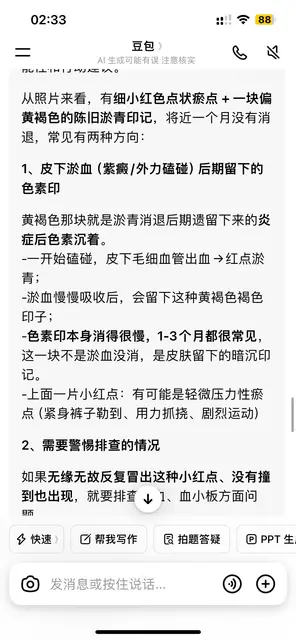 02:33
88
豆包
AI 生成可能有误 注意核实
能性和行动建议。
从照片来看，有细小红色点状瘀点 + 一块偏
黄褐色的陈旧淤青印记，将近一个月没有消
退，常见有两种方向：
1、皮下淤血（紫癜/外力磕碰）后期留下的
色素印
黄褐色那块就是淤青消退后期遗留下来的炎
症后色素沉着。
-一开始磕碰，皮下毛细血管出血→红点淤
青；
-淤血慢慢吸收后，会留下这种黄褐色褐色
印子；
-色素印本身消得很慢，1-3个月都很常见，
这一块不是淤血没消，是皮肤留下的暗沉印
记。
-上面一片小红点：有可能是轻微压力性瘀
点（紧身裤子勒到、用力抓挠、剧烈运动）
2、需要警惕排查的情况
如果无缘无故反复冒出这种小红点、没有撞
到也出现，就要排查 、血小板方面问
题
快速
帮我写作
拍题答疑
PPT 生
发消息或按住说话...